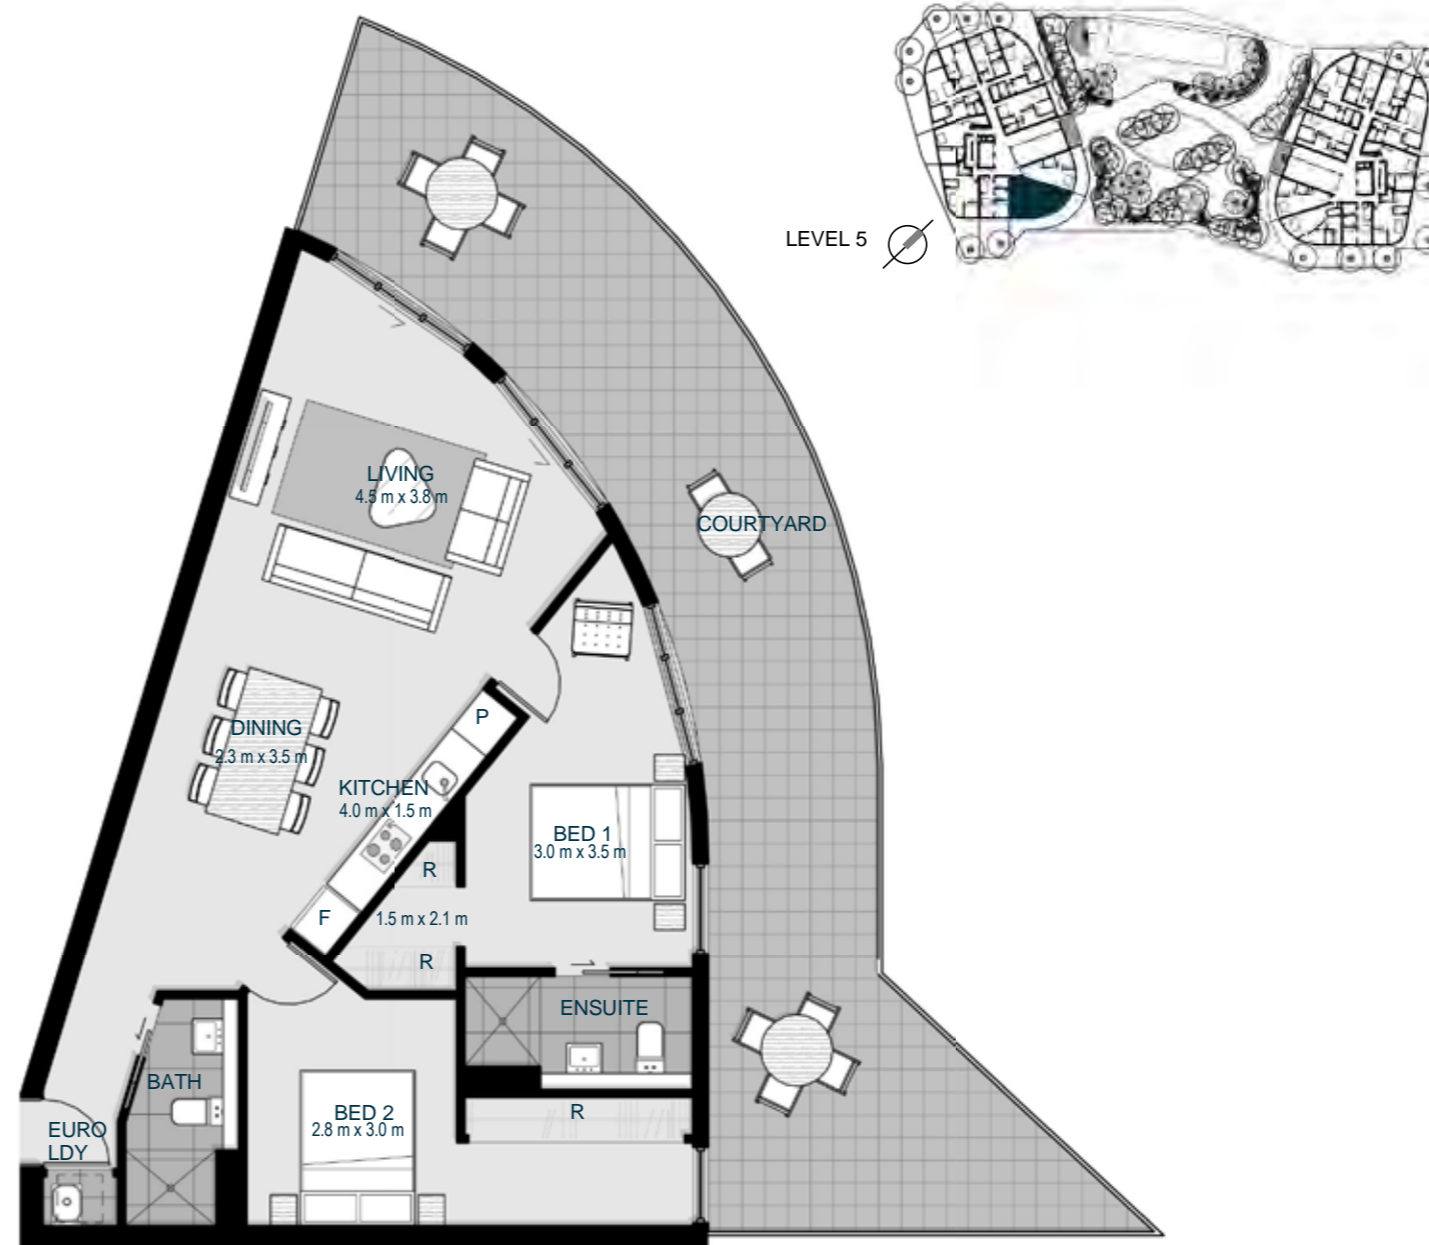 LEVEL 5
LIVING
4.5 m x 3.8 m
COURTYARD
P
DINING
2.3 m x 3.5 m
KITCHEN
4.0 m x 1.5 m
BED 1
3.0 m x 3.5 m
R
F
1.5 m x 2.1 m
R
ENSUITE
BATH
BED 2
2.8 m x 3.0 m
R
EURO
LDY